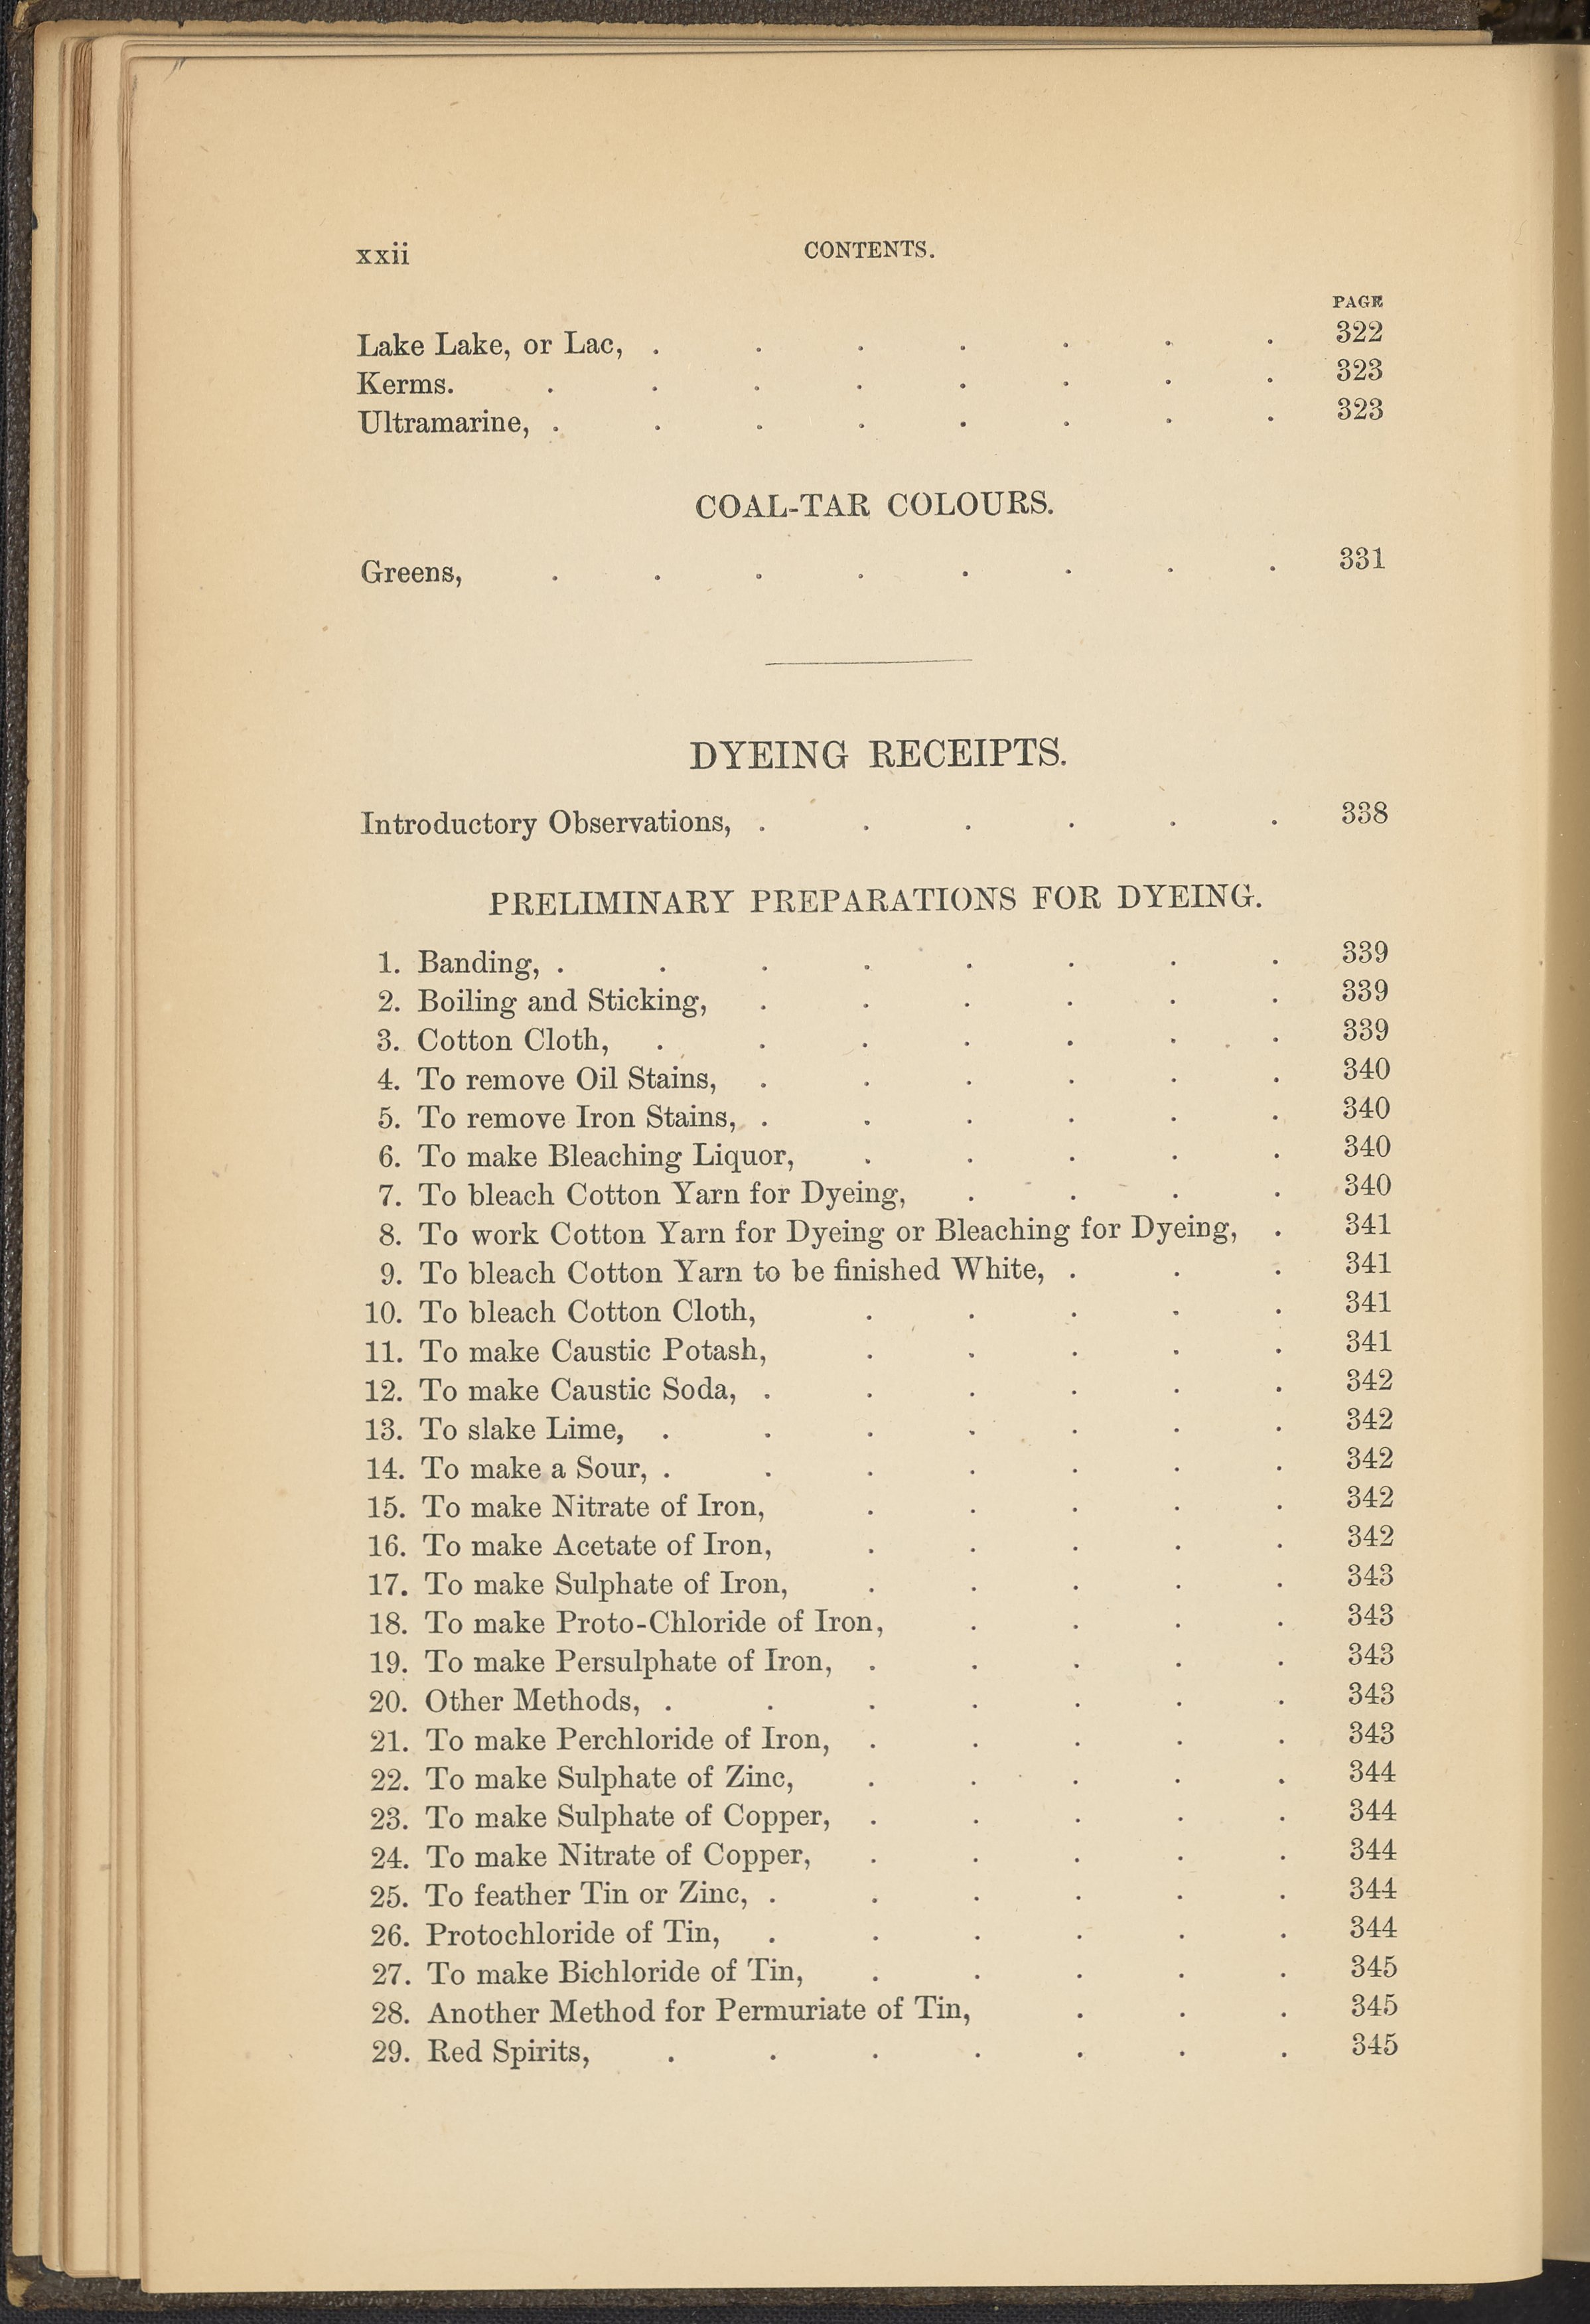 xxii CONTENTS.
PAGE
Lake Lake, or Lac, . . . . . . . 322
Kerms. . . . . . . . . 323
Ultramarine, . . . . . . . . 323
COAL-TAR COLOURS.
Greens, . . . . . . . . 331
DYEING RECEIPTS.
Introductory Observations, . . . . . . 338
PRELIMINARY PREPARATIONS FOR DYEING.
1. Banding, . . . . . . . . 339
2. Boiling and Sticking, . . . . . . 339
3. Cotton Cloth, . . . . . . . 339
4. To remove Oil Stains, . . . . . . 340
5. To remove Iron Stains, . . . . . . 340
6. To make Bleaching Liquor, . . . . . 340
7. To bleach Cotton Yarn for Dyeing, . . . . 340
8. To work Cotton Yarn for Dyeing or Bleaching for Dyeing, . 341
9. To bleach Cotton Yarn to be finished White, . . . 341
10. To bleach Cotton Cloth, . . . . . 341
11. To make Caustic Potash, . . . . . 341
12. To make Caustic Soda, . . . . . . 342
13. To slake Lime, . . . . . . . 342
14. To make a Sour, . . . . . . . 342
15. To make Nitrate of Iron, . . . . . 342
16. To make Acetate of Iron, . . . . . 342
17. To make Sulphate of Iron, . . . . . 343
18. To make Proto-Chloride of Iron, . . . . 343
19. To make Persulphate of Iron, . . . . . 343
20. Other Methods, . . . . . . . 343
21. To make Perchloride of Iron, . . . . . 343
22. To make Sulphate of Zinc, . . . . . 344
23. To make Sulphate of Copper, . . . . . 344
24. To make Nitrate of Copper, . . . . . 344
25. To feather Tin or Zinc, . . . . . . 344
26. Protochloride of Tin, . . . . . . 344
27. To make Bichloride of Tin, . . . . . 345
28. Another Method for Permuriate of Tin, . . . 345
29. Red Spirits, . . . . . . . 345